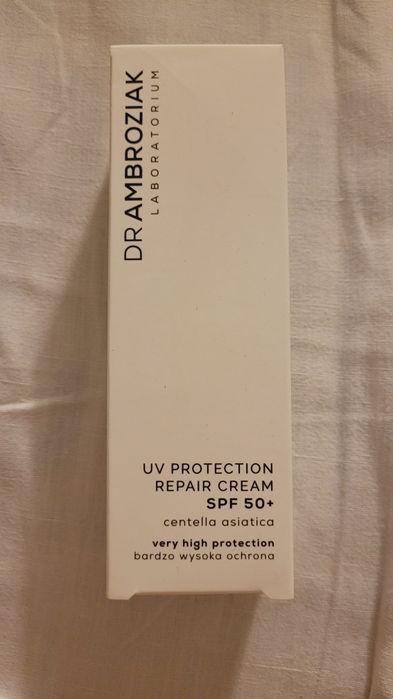 DR AMBROZIAK
LABORATORIUM
UV PROTECTION
REPAIR CREAM
SPF 50+
centella asiatica
very high protection
bardzo wysoka ochrona